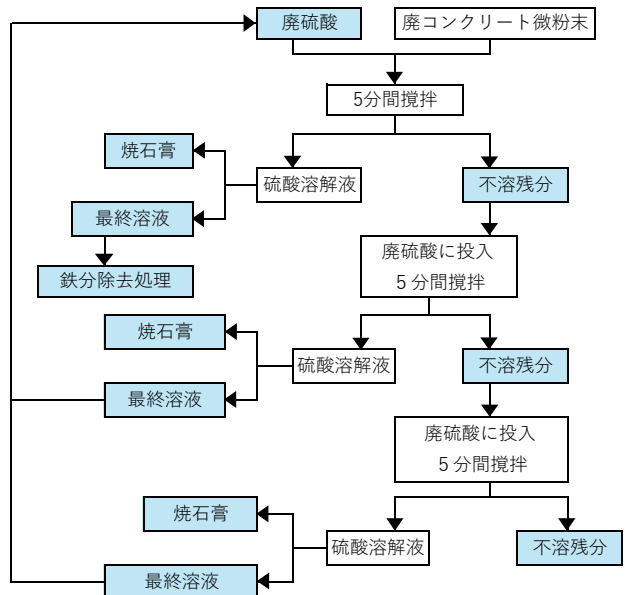 廃硫酸
廃コンクリート微粉末
5分間撹拌
焼石膏
硫酸溶解液
不溶残分
最終溶液
鉄分除去処理
廃硫酸に投入
５分間撹拌
焼石膏
硫酸溶解液
不溶残分
最終溶液
廃硫酸に投入
５分間撹拌
焼石膏
硫酸溶解液
不溶残分
最終溶液